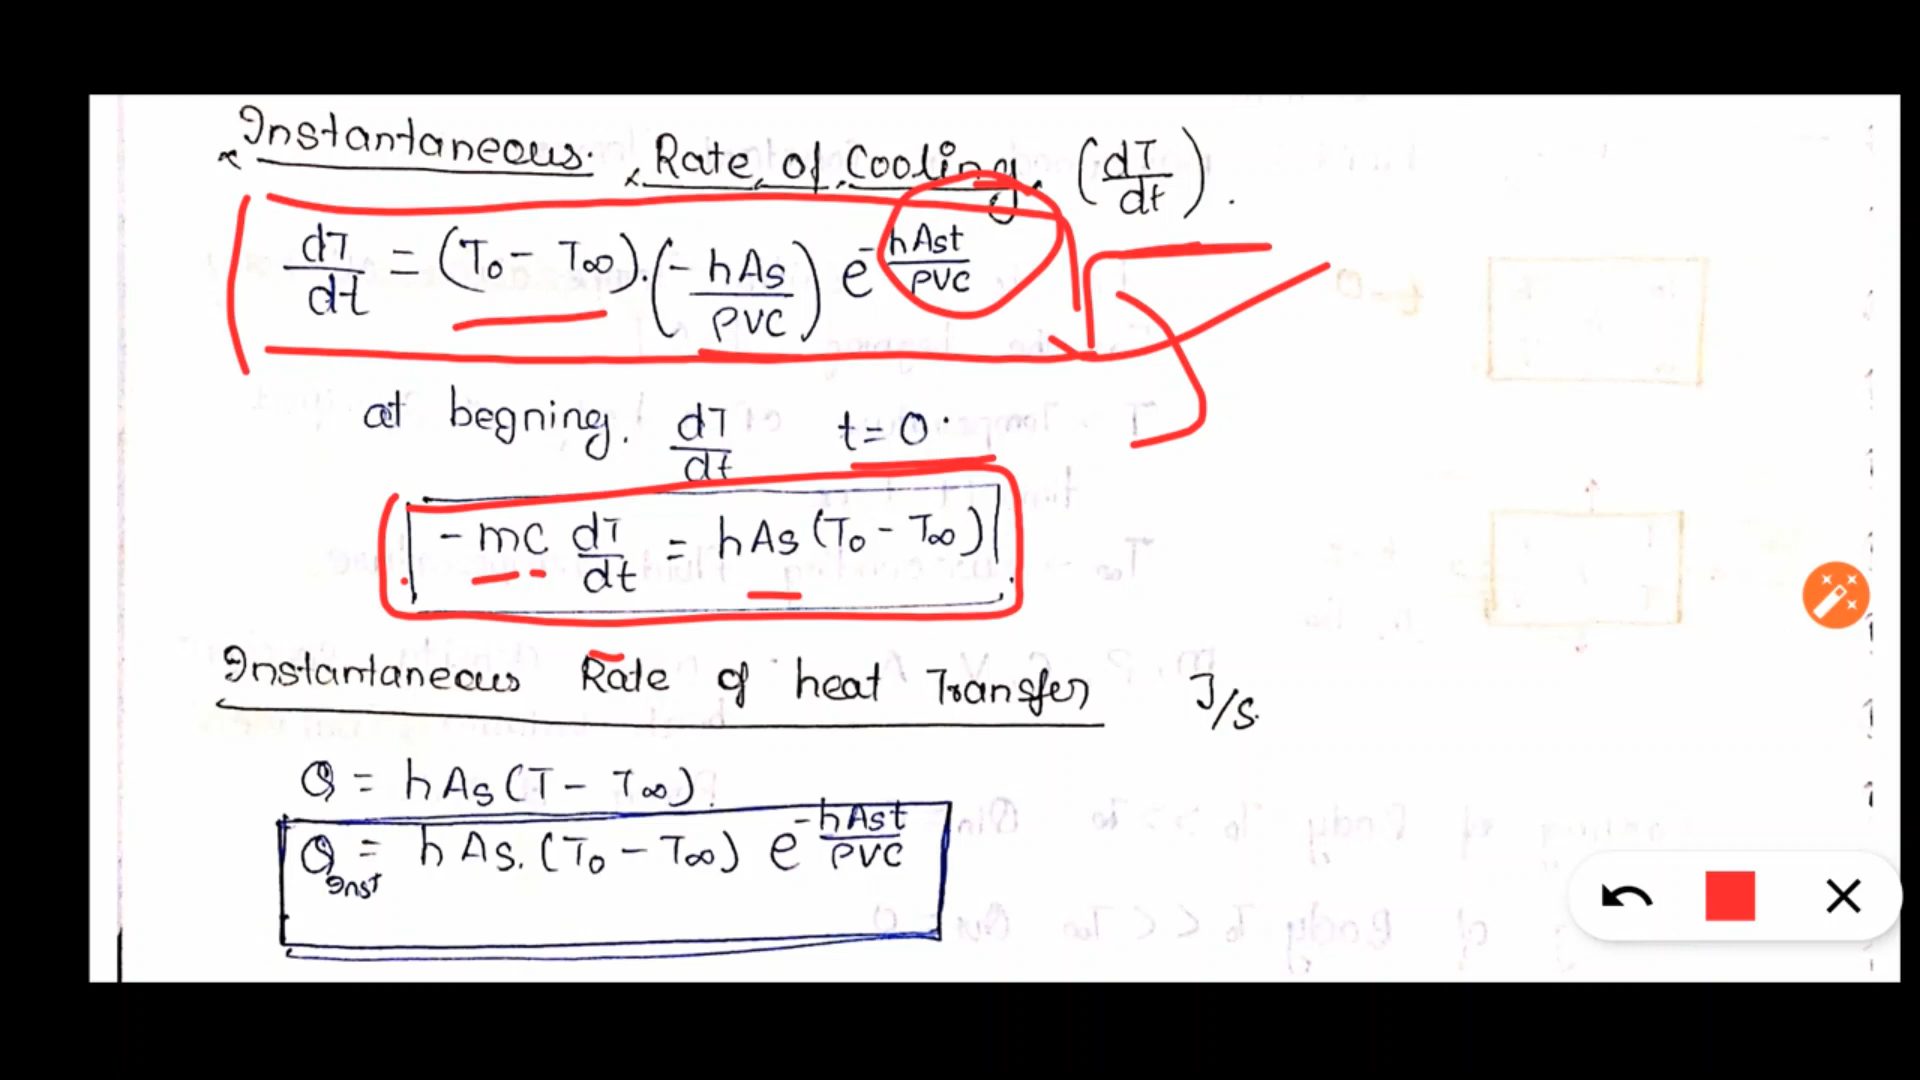 Instantaneous Rate of Cooling (dT/dt).
dT/dt = (T₀ - T∞).(-hAs/ρVC) e^(-hAst/ρVC)
at begning. dT/dt t=0
-mc dT/dt = hAs (T₀ - T∞)
Instantaneous Rate of heat Transfer J/s.
Q = hAs (T - T∞).
Q_Inst = hAs. (T₀ - T∞) e^(-hAst/ρVC)